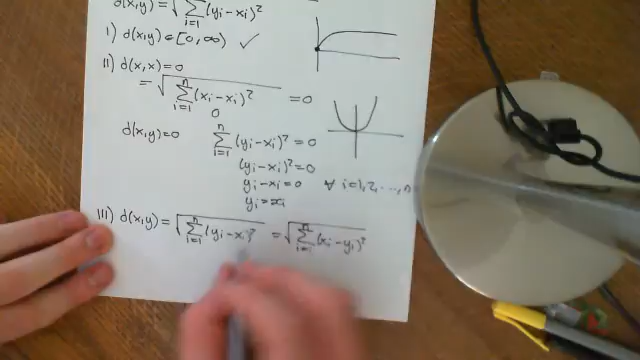 d(x,y) = √∑_{i=1} (yᵢ-xᵢ)²
I) d(x,y) ∈ [0, ∞) ✓
II) d(x,x) = 0
= √∑_{i=1}^{n} (xᵢ-xᵢ)² = 0
0
d(x,y)=0 ∑_{i=1}^{n} (yᵢ-xᵢ)² = 0
(yᵢ-xᵢ)² = 0
yᵢ-xᵢ = 0 ∀ i=1,2,...,n
yᵢ = xᵢ
III) d(x,y) = √∑_{i=1}^{n} (yᵢ-xᵢ)² = √∑_{i=1}^{n} (xᵢ-yᵢ)²